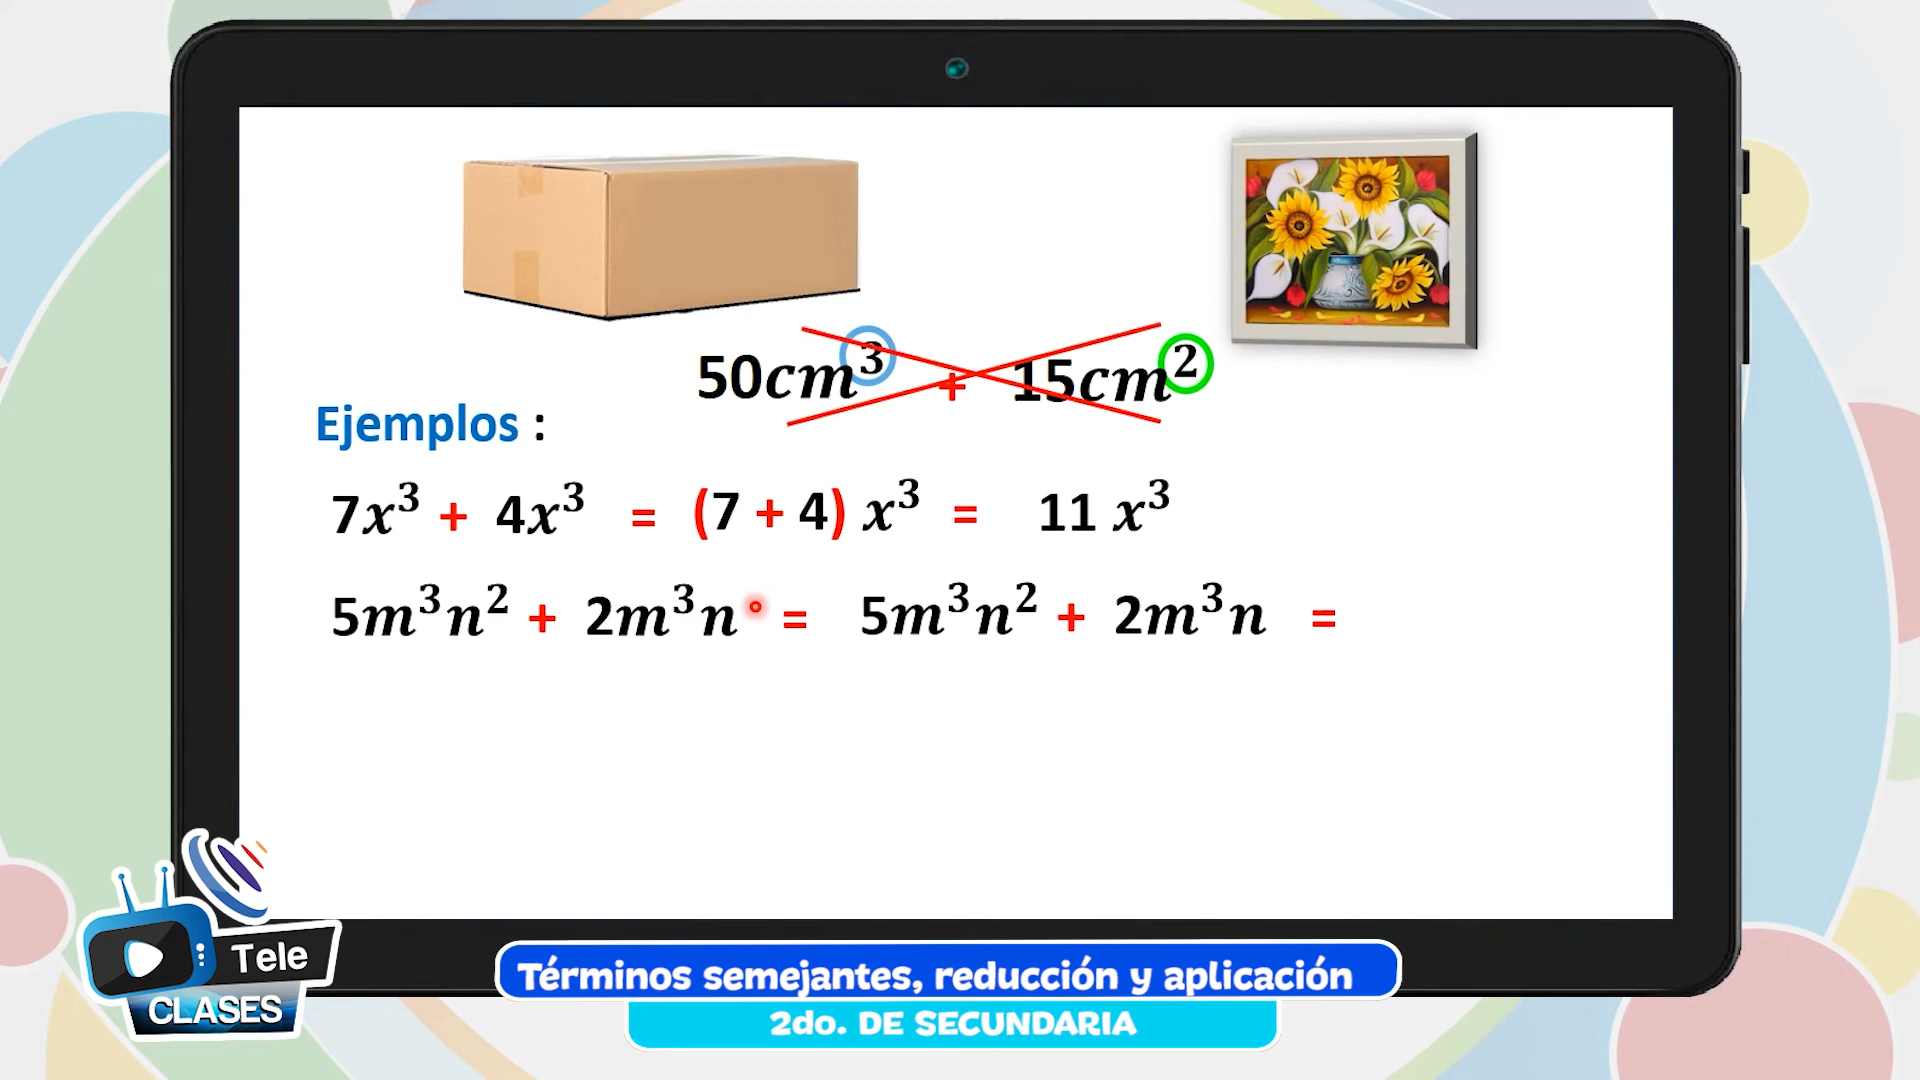 50cm³ + 15cm²
Ejemplos :
7x³ + 4x³ = (7 + 4) x³ = 11 x³
5m³n² + 2m³n = 5m³n² + 2m³n =
Tele
CLASES
Términos semejantes, reducción y aplicación
2do. DE SECUNDARIA